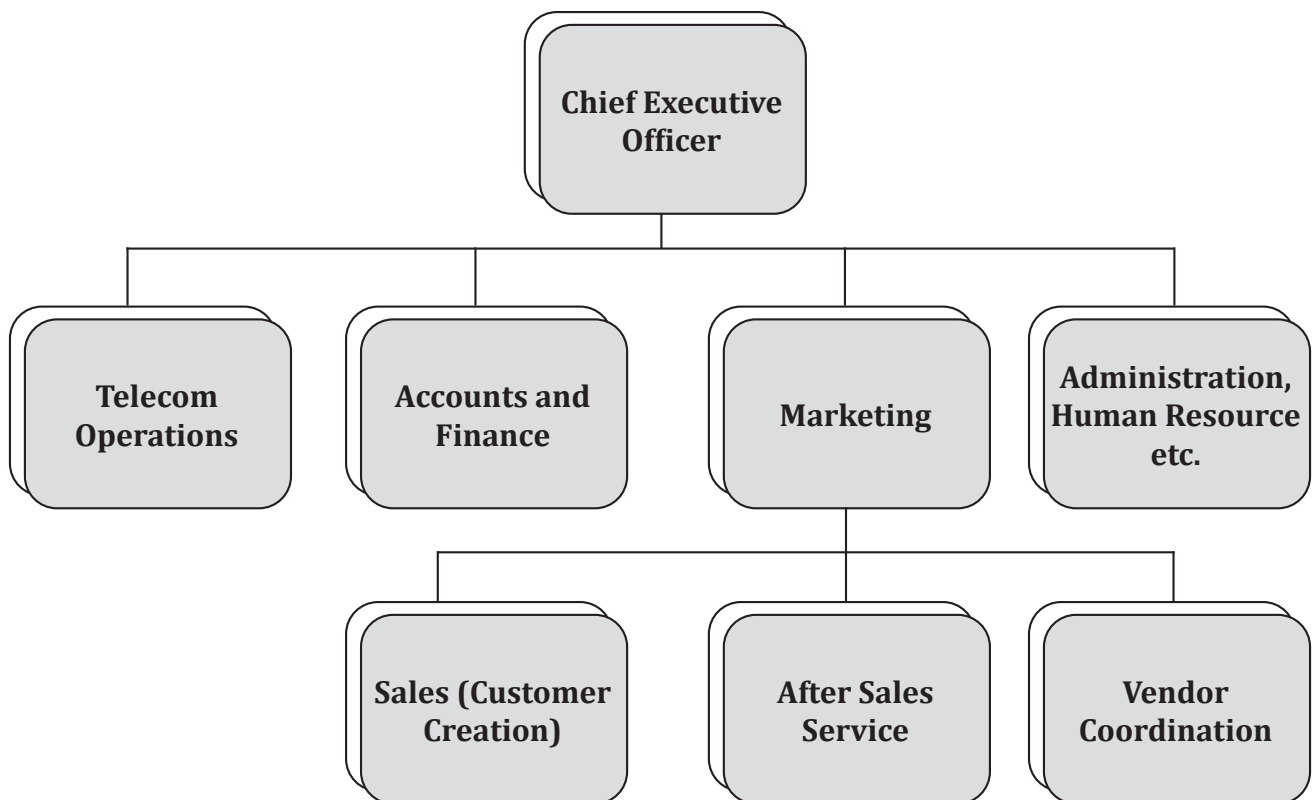 Chief Executive
Officer
Telecom
Operations
Accounts and
Finance
Marketing
Administration,
Human Resource
etc.
Sales (Customer
Creation)
After Sales
Service
Vendor
Coordination